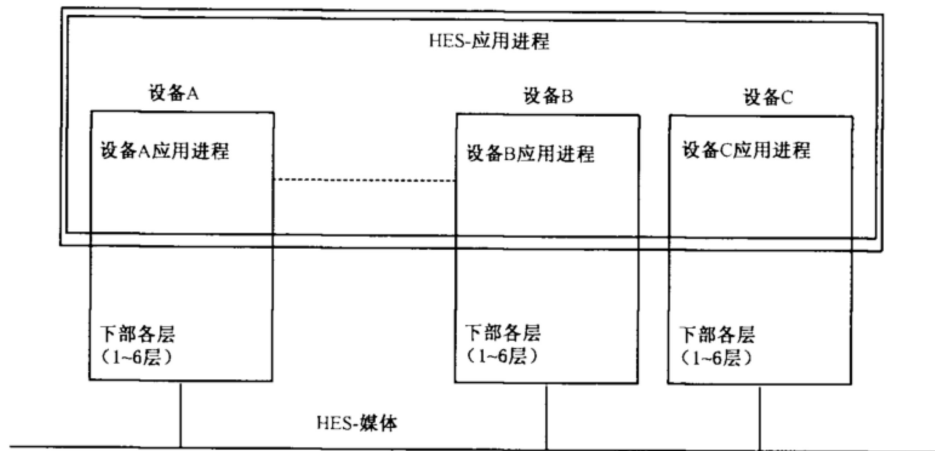 HES-应用进程
设备A
设备B
设备C
设备A应用进程
设备B应用进程
设备C应用进程
下部各层
（1~6层）
下部各层
（1~6层）
下部各层
（1~6层）
HES-媒体